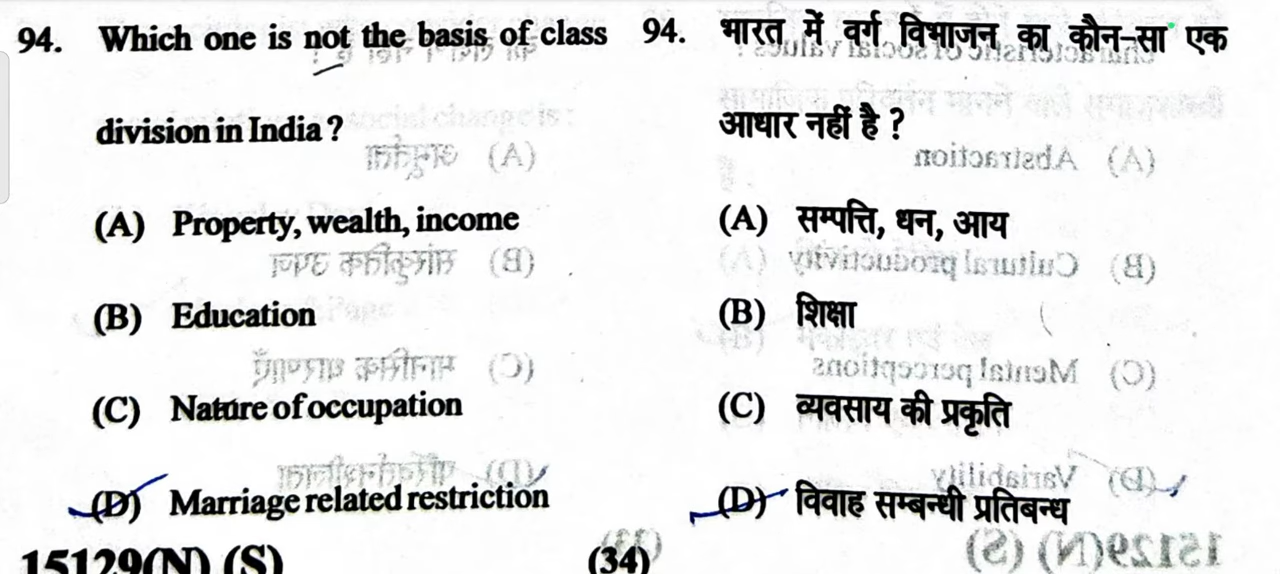 94. Which one is not the basis of class
division in India ?
(A) Property, wealth, income
(B) Education
(C) Nature of occupation
(D) Marriage related restriction
15129(N) (S)
(34)
94. भारत में वर्ग विभाजन का कौन-सा एक
आधार नहीं है ?
(A) सम्पत्ति, धन, आय
(B) शिक्षा
(C) व्यवसाय की प्रकृति
(D) विवाह सम्बन्धी प्रतिबन्ध